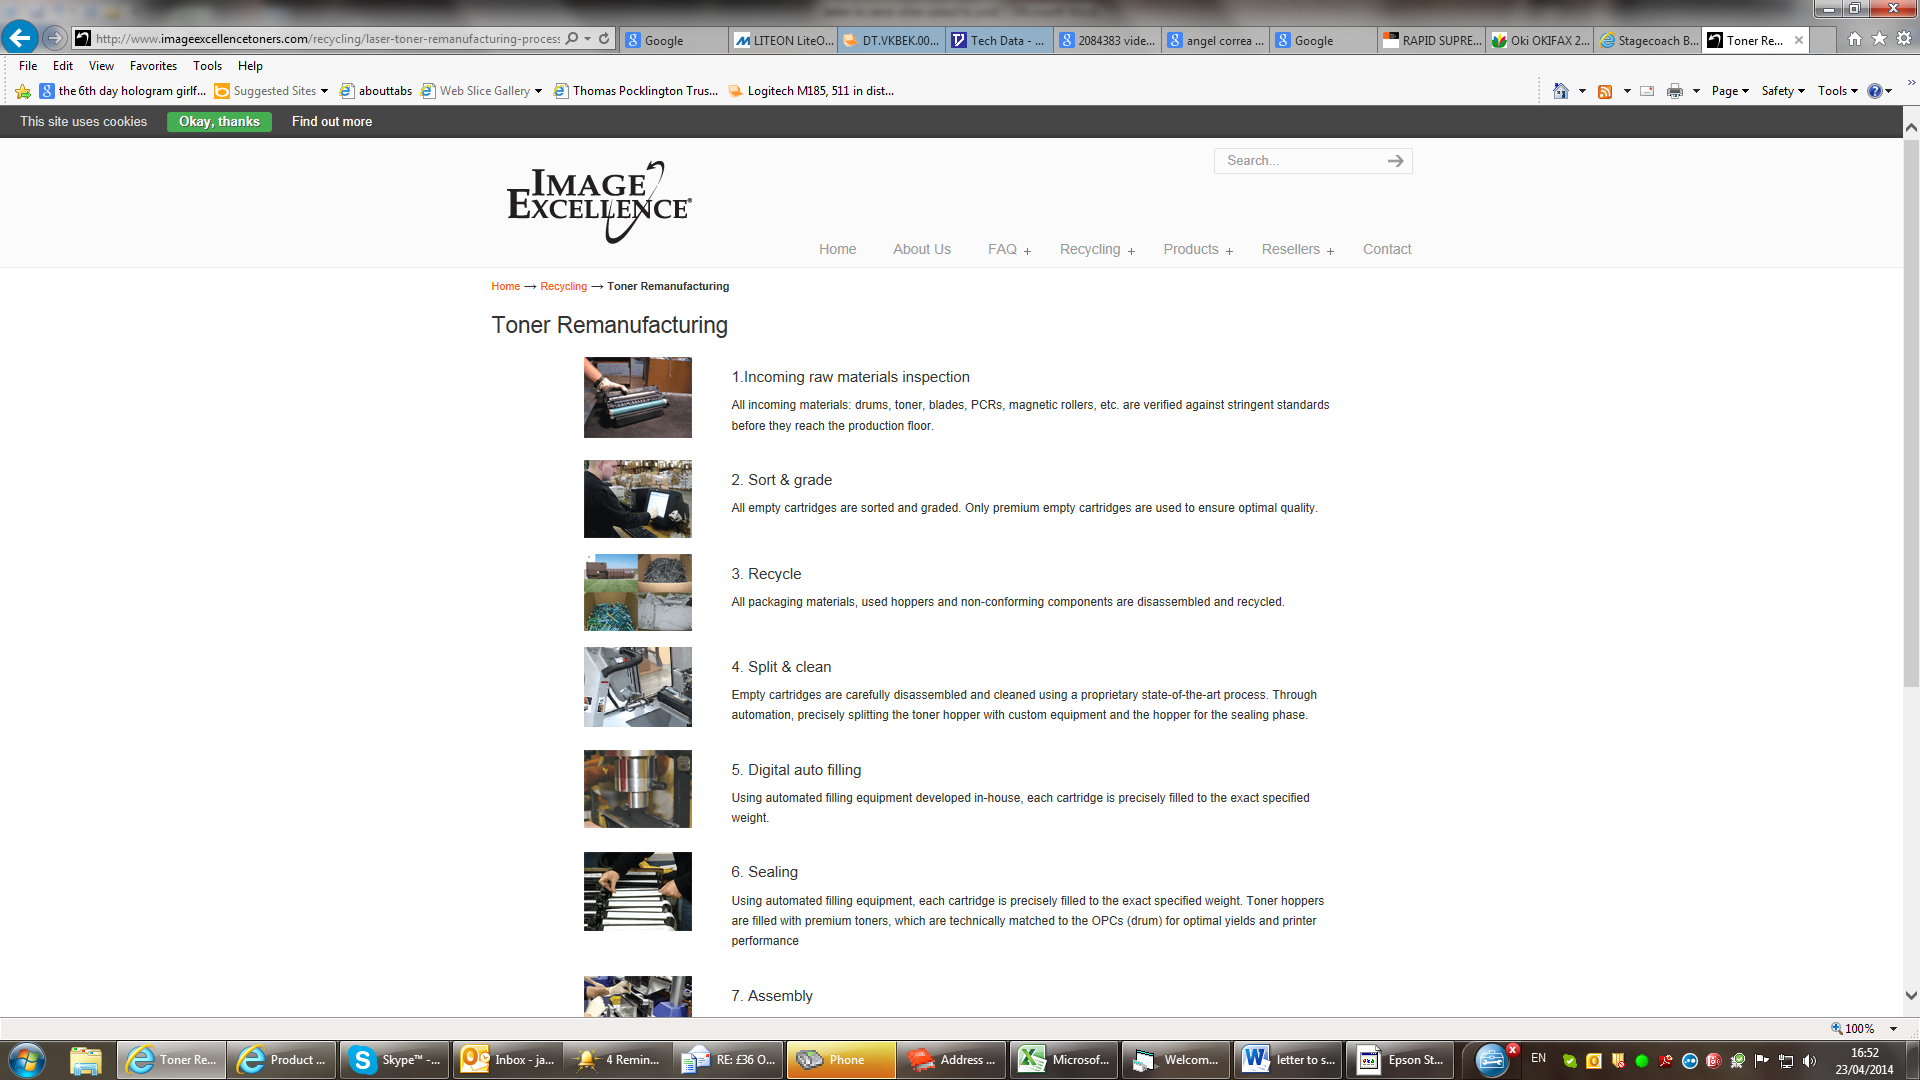 http://www.imageexcellencetoners.com/recycling/laser-toner-remanufacturing-process
Google
LITEON LiteO...
DT.VKBEK.00...
Tech Data - ...
2084383 vide...
angel correa ...
Google
RAPID SUPRE...
Oki OKIFAX 2...
Stagecoach B...
Toner Re...
File Edit View Favorites Tools Help
the 6th day hologram girlf...
Suggested Sites
abouttabs
Web Slice Gallery
Thomas Pocklington Trus...
Logitech M185, 511 in dist...
Page Safety Tools
This site uses cookies Okay, thanks Find out more
IMAGE
EXCELLENCE®
Search...
Home About Us FAQ + Recycling + Products + Resellers + Contact
Home → Recycling → Toner Remanufacturing
Toner Remanufacturing
1.Incoming raw materials inspection
All incoming materials: drums, toner, blades, PCRs, magnetic rollers, etc. are verified against stringent standards
before they reach the production floor.
2. Sort & grade
All empty cartridges are sorted and graded. Only premium empty cartridges are used to ensure optimal quality.
3. Recycle
All packaging materials, used hoppers and non-conforming components are disassembled and recycled.
4. Split & clean
Empty cartridges are carefully disassembled and cleaned using a proprietary state-of-the-art process. Through
automation, precisely splitting the toner hopper with custom equipment and the hopper for the sealing phase.
5. Digital auto filling
Using automated filling equipment developed in-house, each cartridge is precisely filled to the exact specified
weight.
6. Sealing
Using automated filling equipment, each cartridge is precisely filled to the exact specified weight. Toner hoppers
are filled with premium toners, which are technically matched to the OPCs (drum) for optimal yields and printer
performance
7. Assembly
100%
Toner Re...
Product ...
Skype™ -...
Inbox - ja...
4 Remin...
RE: £36 O...
Phone
Address ...
Microsof...
Welcom...
letter to s...
Epson St...
EN
16:52
23/04/2014